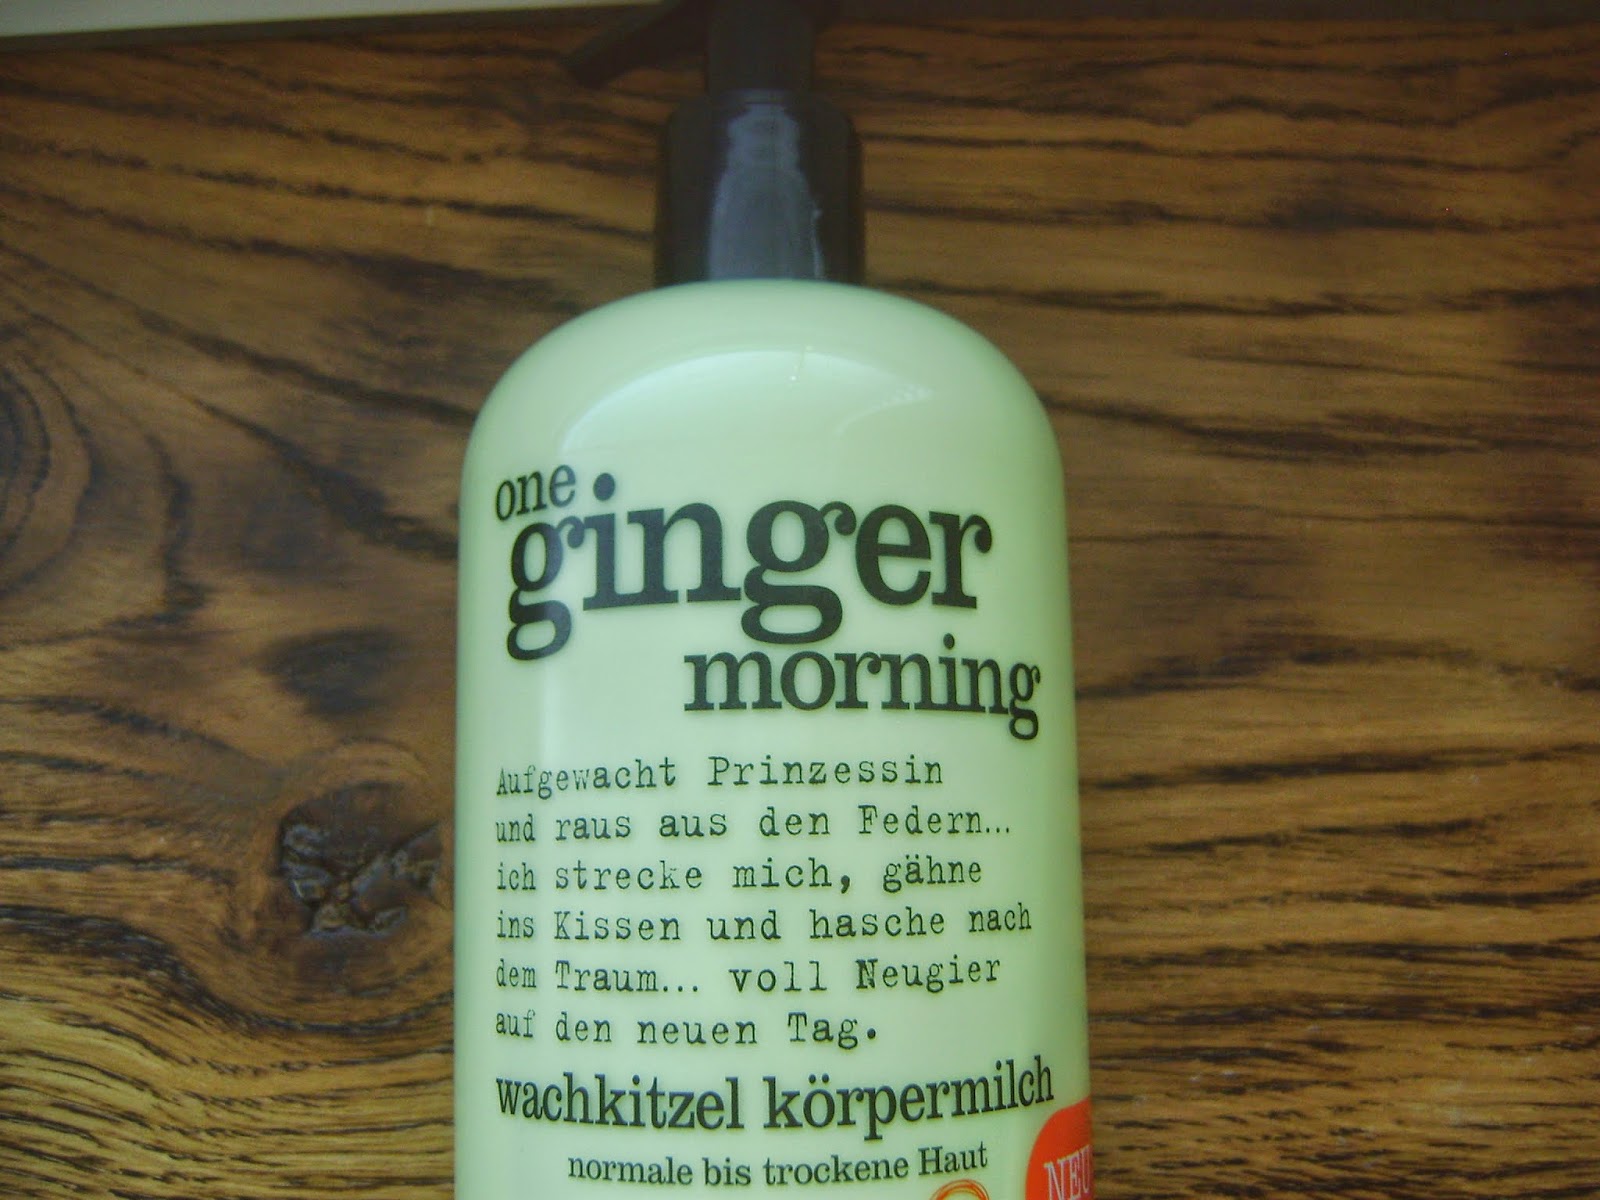 one
ginger
morning
Aufgewacht Prinzessin
und raus aus den Federn...
ich strecke mich, gähne
ins Kissen und hasche nach
dem Traum... voll Neugier
auf den neuen Tag.
wachkitzel körpermilch
normale bis trockene Haut
NEU